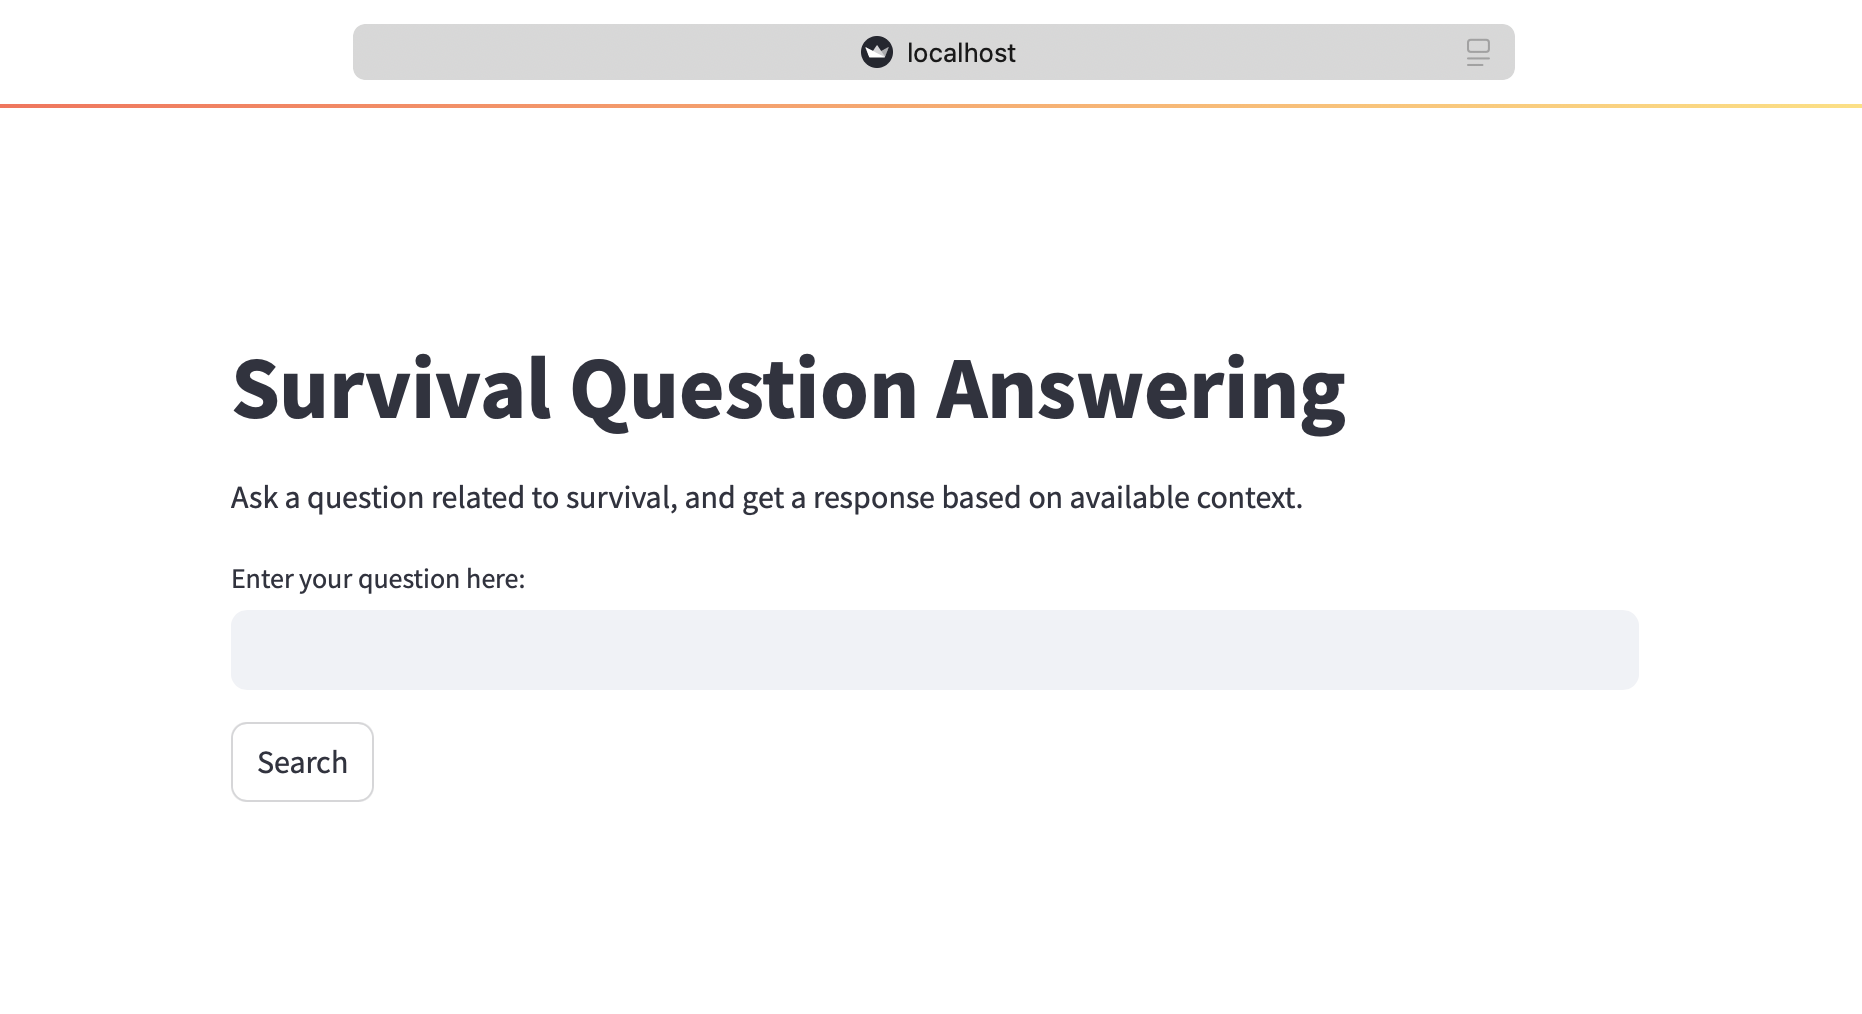 localhost
Survival Question Answering
Ask a question related to survival, and get a response based on available context.
Enter your question here:
Search